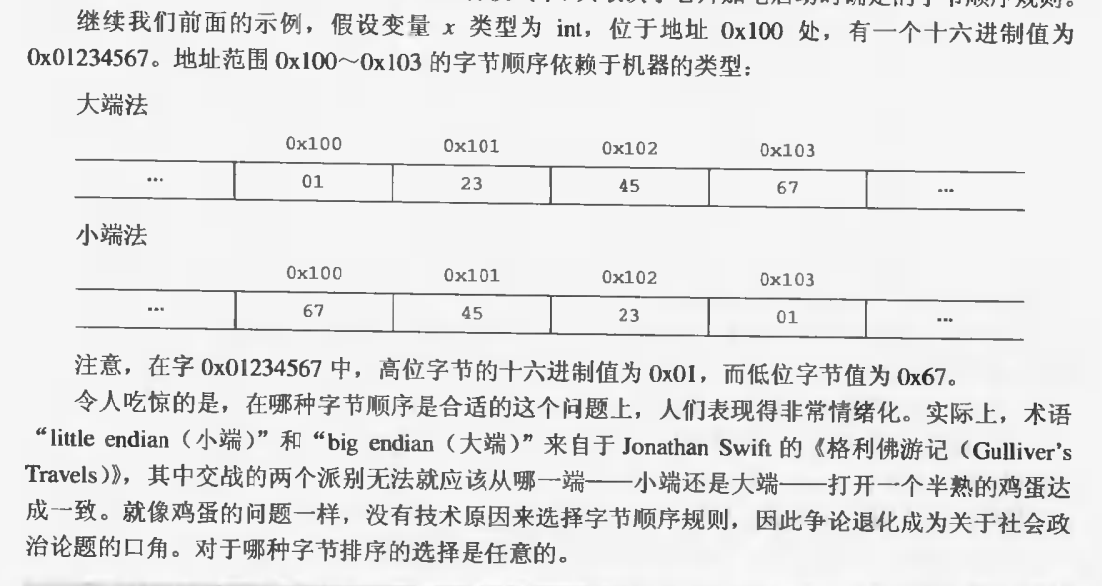 继续我们前面的示例，假设变量 x 类型为 int，位于地址 0x100 处，有一个十六进制值为
0x01234567。地址范围 0x100～0x103 的字节顺序依赖于机器的类型：
大端法
0x100 0x101 0x102 0x103
... 01 23 45 67 ...
小端法
0x100 0x101 0x102 0x103
... 67 45 23 01 ...
注意，在字 0x01234567 中，高位字节的十六进制值为 0x01，而低位字节值为 0x67。
令人吃惊的是，在哪种字节顺序是合适的这个问题上，人们表现得非常情绪化。实际上，术语
“little endian（小端）”和“big endian（大端）”来自于 Jonathan Swift 的《格利佛游记（Gulliver's
Travels）》，其中交战的两个派别无法就应该从哪一端——小端还是大端——打开一个半熟的鸡蛋达
成一致。就像鸡蛋的问题一样，没有技术原因来选择字节顺序规则，因此争论退化成为关于社会政
治论题的口角。对于哪种字节排序的选择是任意的。